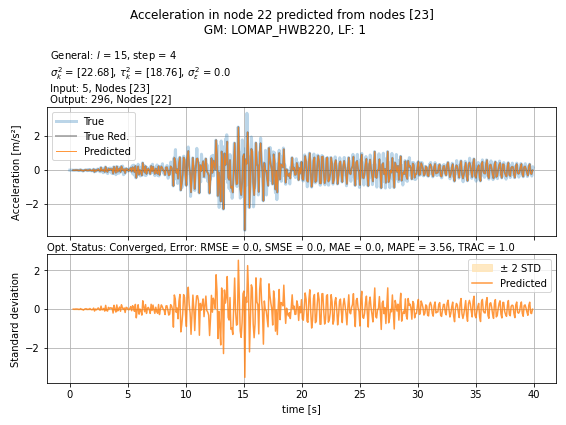 Acceleration in node 22 predicted from nodes [23]
GM: LOMAP_HWB220, LF: 1
General: l = 15, step = 4
σ²ₖ = [22.68], τ²ₖ = [18.76], σ²ε = 0.0
Input: 5, Nodes [23]
Output: 296, Nodes [22]
Acceleration [m/s²]
2
0
−2
True
True Red.
Predicted
Opt. Status: Converged, Error: RMSE = 0.0, SMSE = 0.0, MAE = 0.0, MAPE = 3.56, TRAC = 1.0
Standard deviation
2
0
−2
± 2 STD
Predicted
0 5 10 15 20 25 30 35 40
time [s]